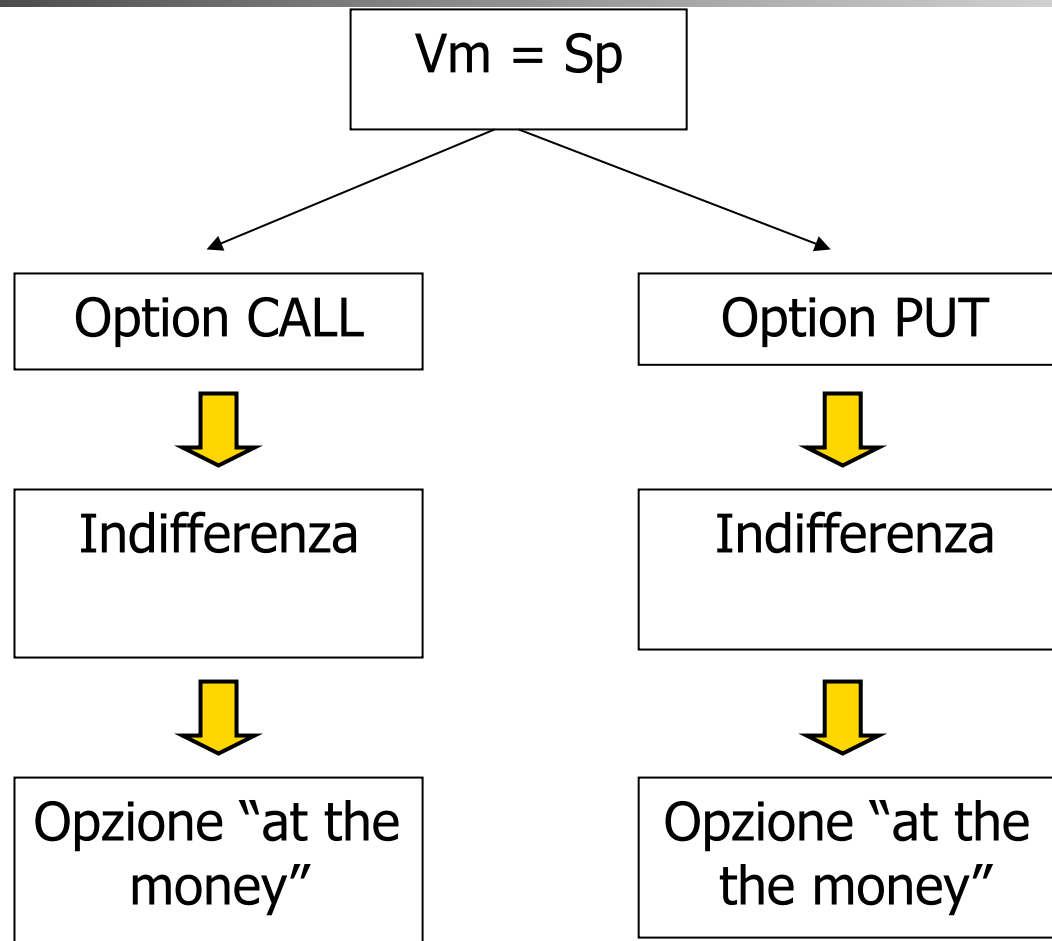 Vm = Sp
Option CALL
Option PUT
Indifferenza
Indifferenza
Opzione “at the
money”
Opzione “at the
the money”